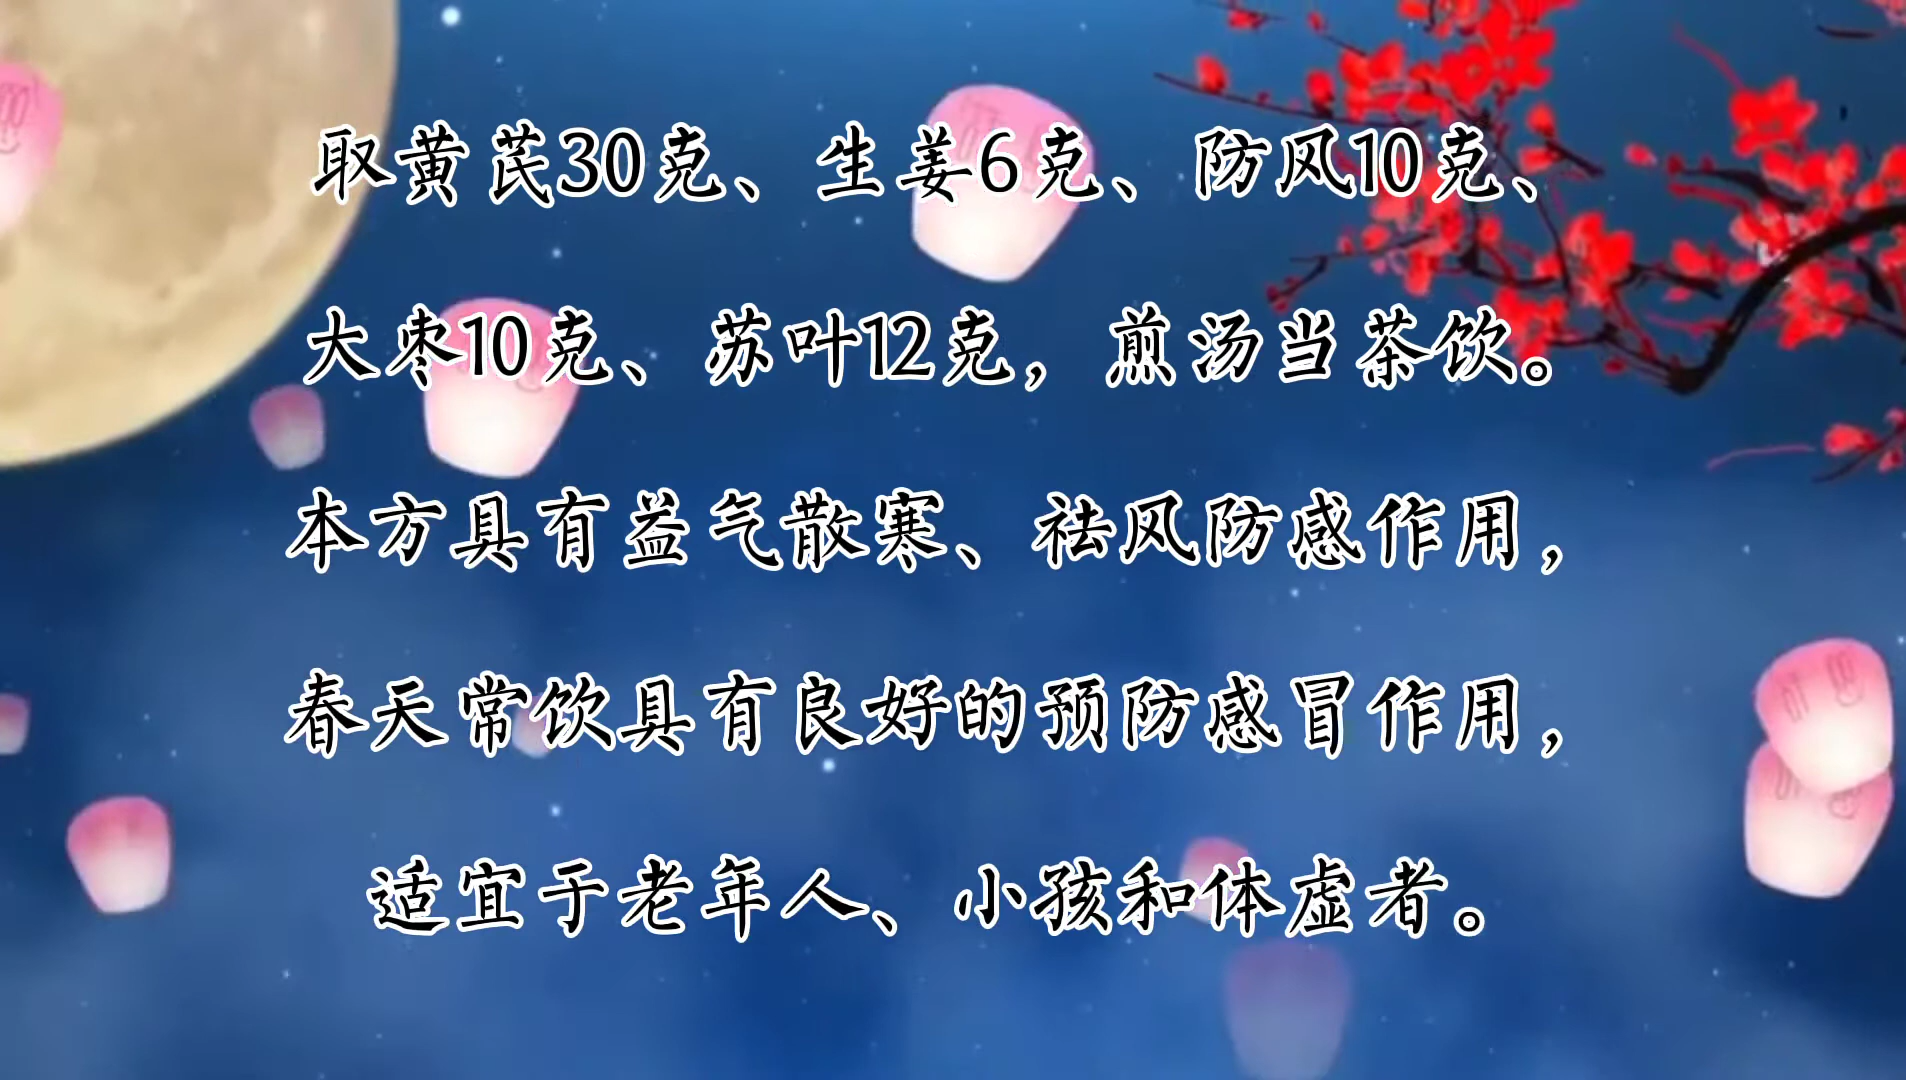 取黄芪30克、生姜6克、防风10克、
大枣10克、苏叶12克，煎汤当茶饮。
本方具有益气散寒、祛风防感作用，
春天常饮具有良好的预防感冒作用，
适宜于老年人、小孩和体虚者。